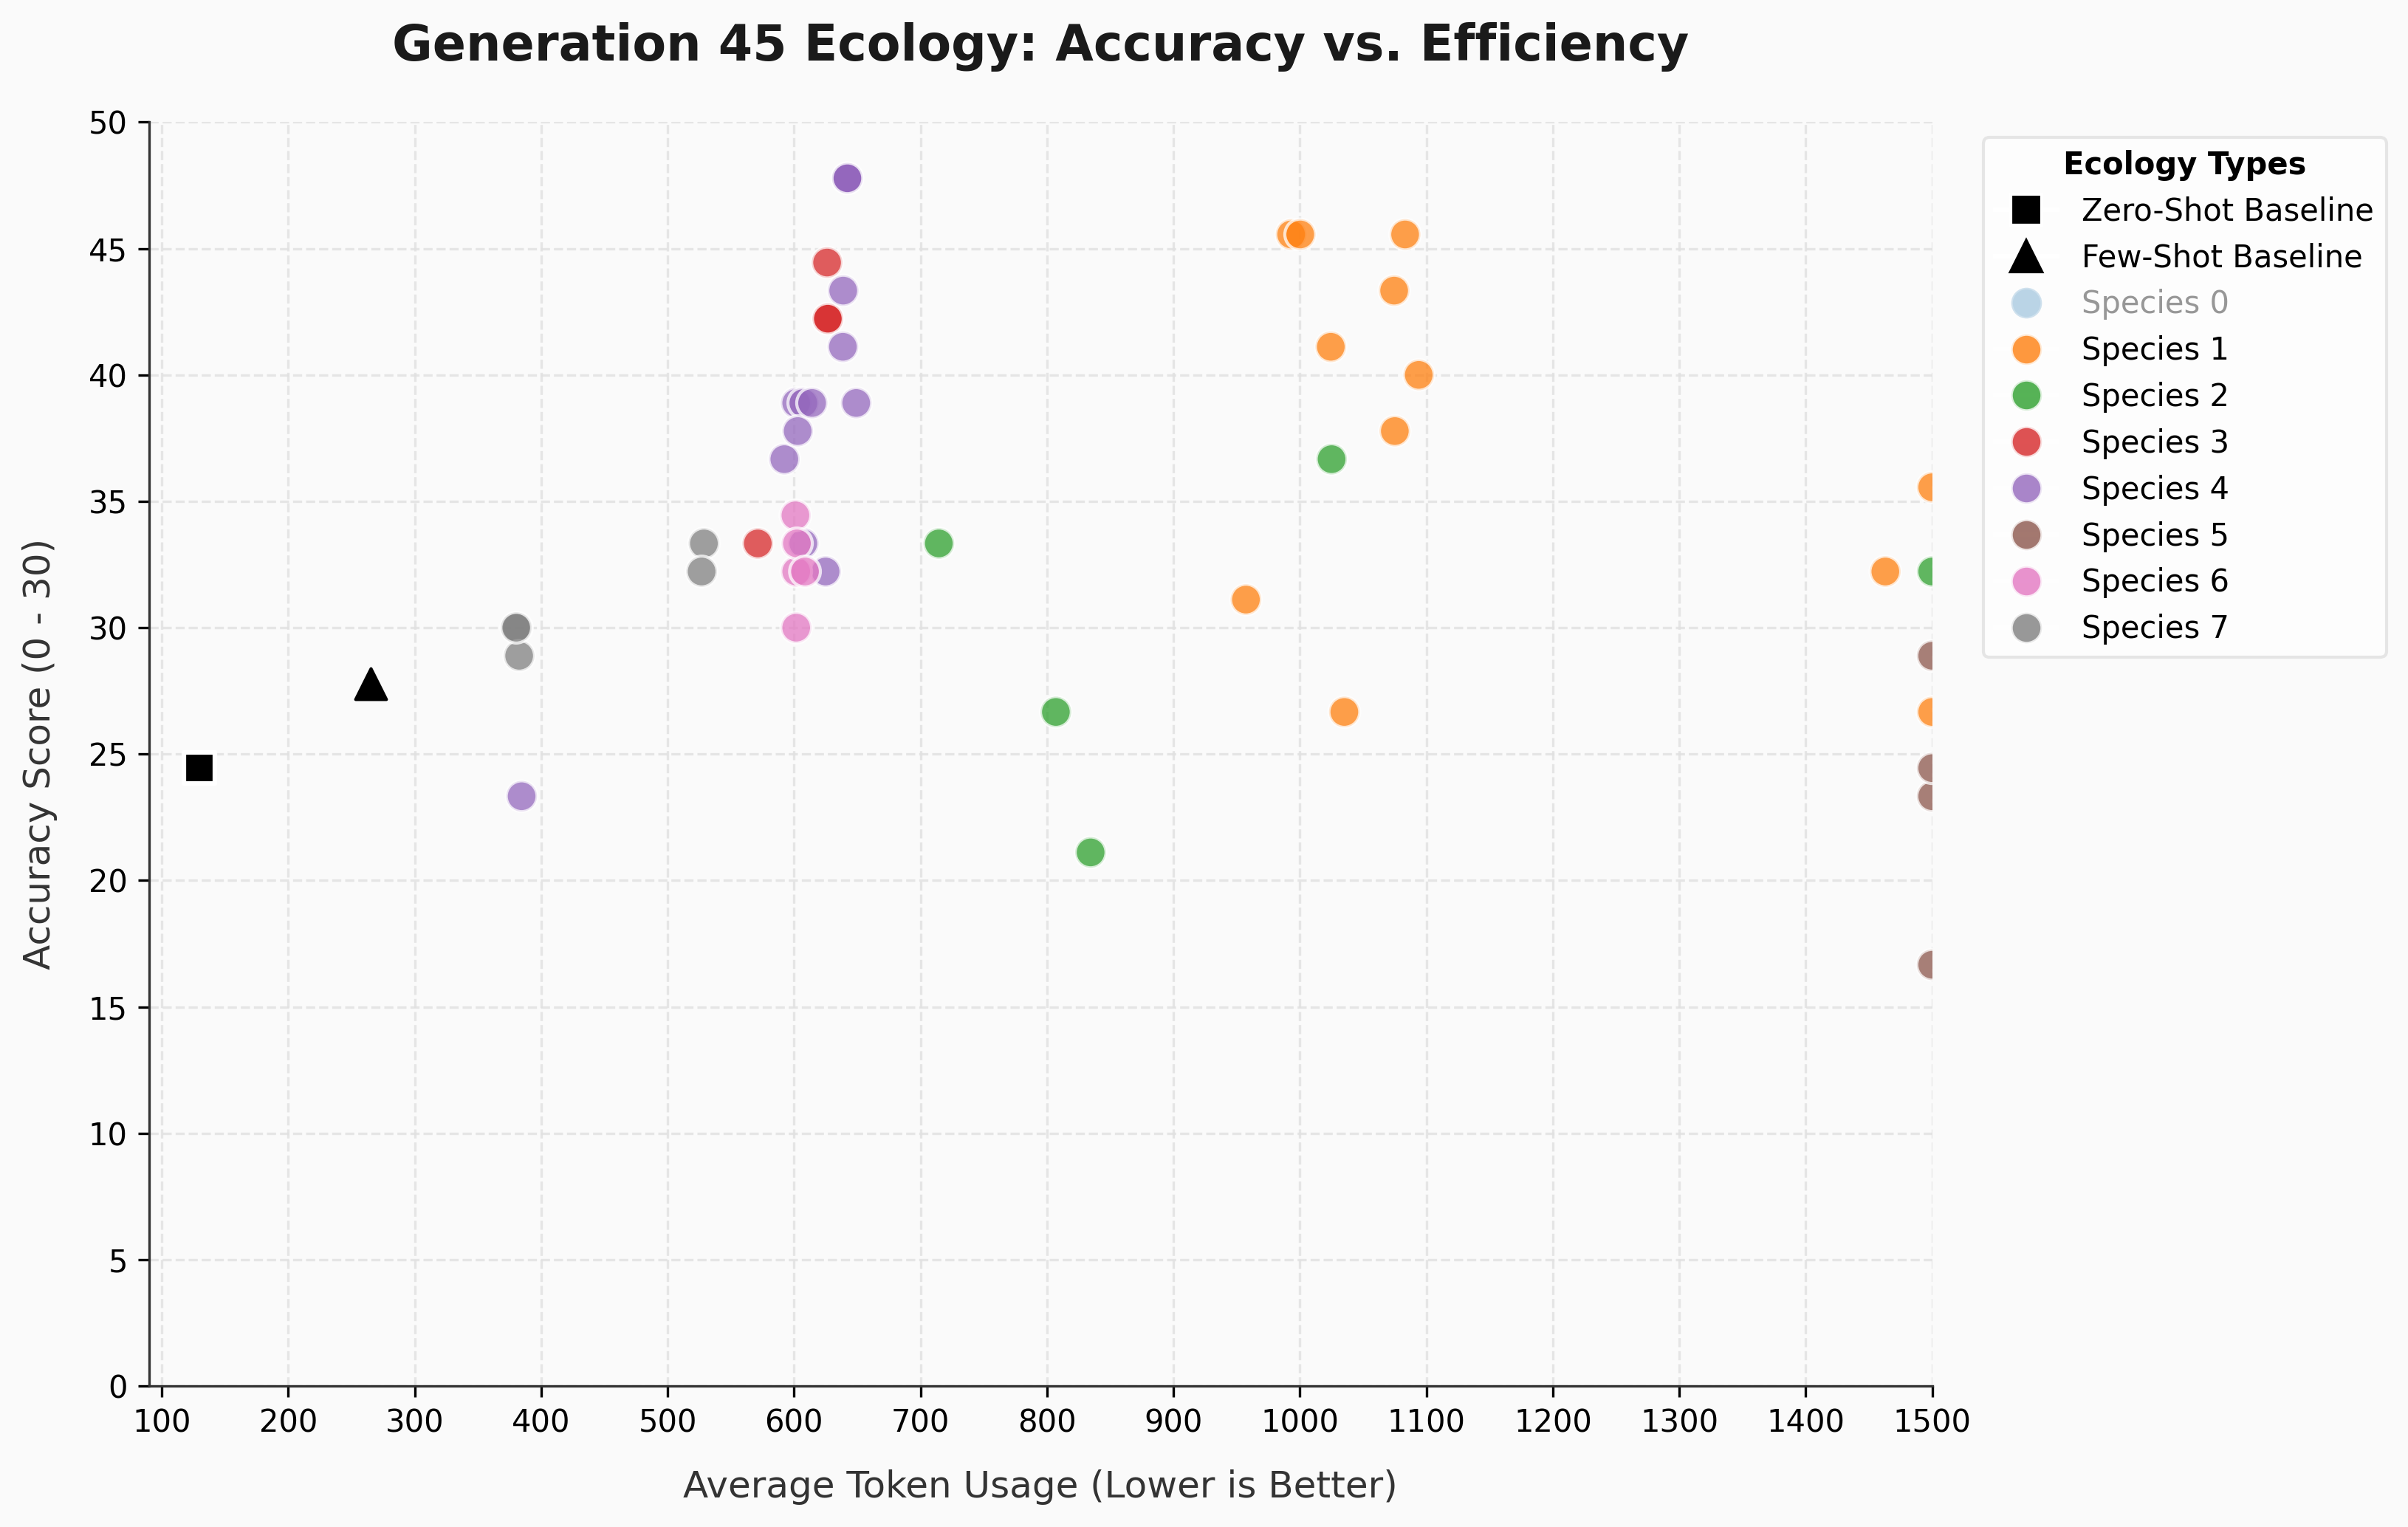 Generation 45 Ecology: Accuracy vs. Efficiency
50
45
40
35
30
25
20
15
10
5
0
Accuracy Score (0 - 30)
100 200 300 400 500 600 700 800 900 1000 1100 1200 1300 1400 1500
Average Token Usage (Lower is Better)
Ecology Types
Zero-Shot Baseline
Few-Shot Baseline
Species 0
Species 1
Species 2
Species 3
Species 4
Species 5
Species 6
Species 7